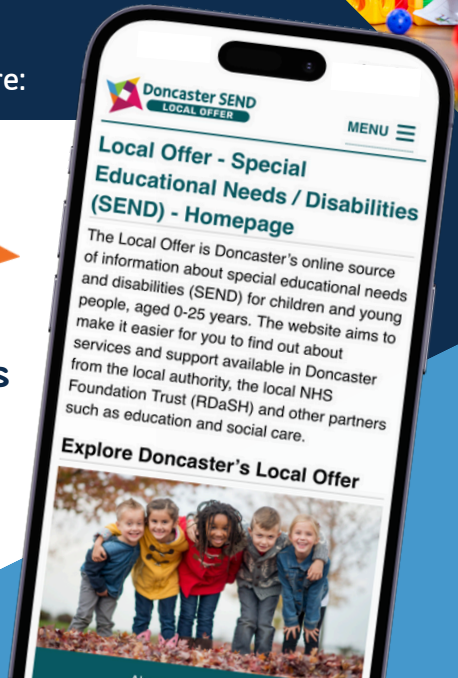 re:
Doncaster SEND
LOCAL OFFER
MENU
Local Offer - Special
Educational Needs / Disabilities
(SEND) - Homepage
The Local Offer is Doncaster's online source
of information about special educational needs
and disabilities (SEND) for children and young
people, aged 0-25 years. The website aims to
make it easier for you to find out about
services and support available in Doncaster
from the local authority, the local NHS
Foundation Trust (RDaSH) and other partners
such as education and social care.
s
Explore Doncaster's Local Offer